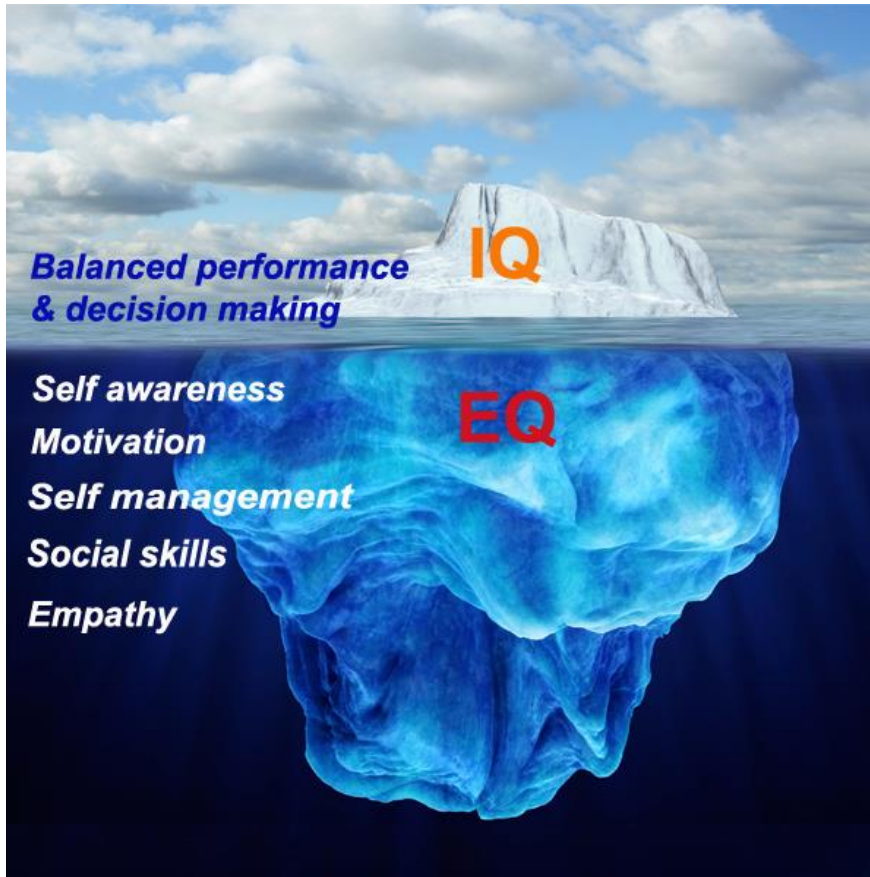 IQ
Balanced performance
& decision making
Self awareness
EQ
Motivation
Self management
Social skills
Empathy